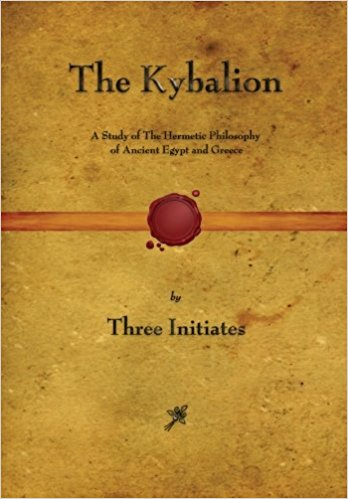 The Kybalion
A Study of The Hermetic Philosophy
of Ancient Egypt and Greece
by
Three Initiates